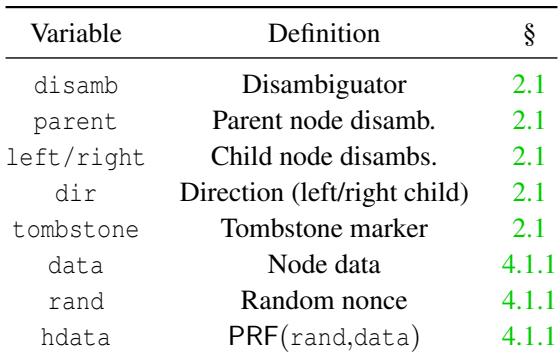 Variable Definition §
disamb Disambiguator 2.1
parent Parent node disamb. 2.1
left/right Child node disambs. 2.1
dir Direction (left/right child) 2.1
tombstone Tombstone marker 2.1
data Node data 4.1.1
rand Random nonce 4.1.1
hdata PRF(rand,data) 4.1.1